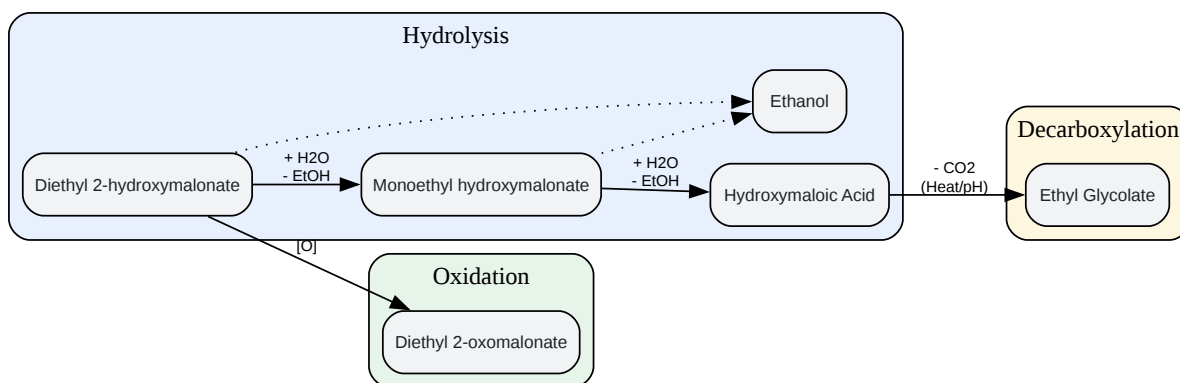 Hydrolysis
Ethanol
Decarboxylation
Diethyl 2-hydroxymalonate
+ H2O
- EtOH
Monoethyl hydroxymalonate
+ H2O
- EtOH
Hydroxymaloic Acid
- CO2
(Heat/pH)
Ethyl Glycolate
[O]
Oxidation
Diethyl 2-oxomalonate